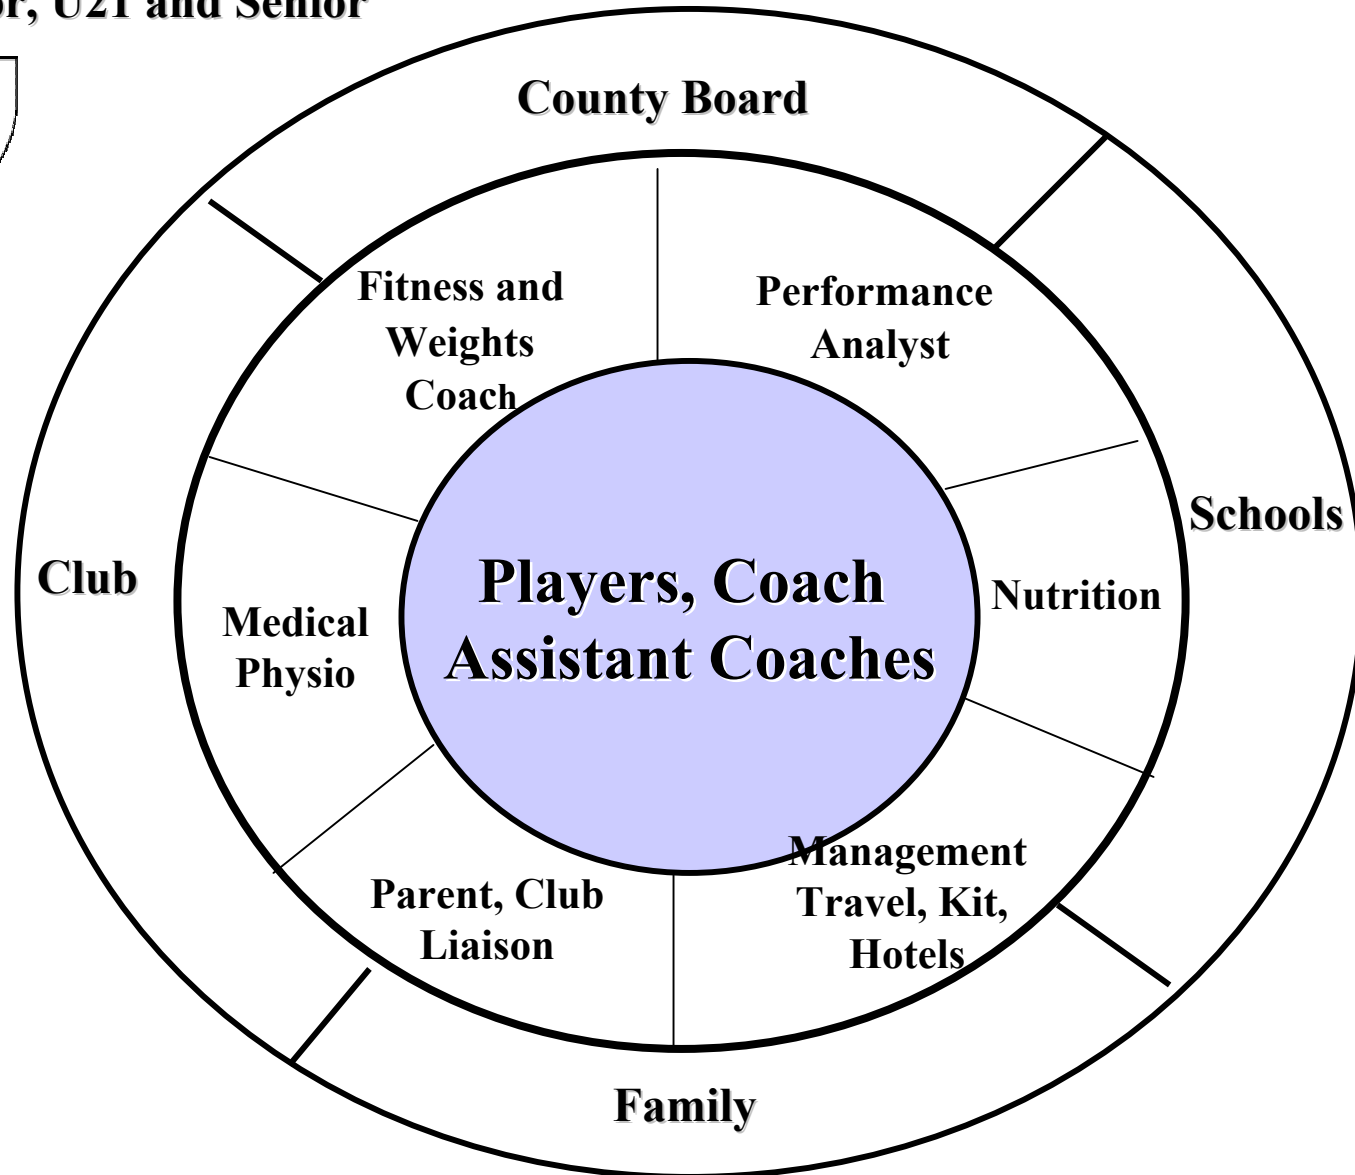 U21 and Senior
County Board
Fitness and
Weights
Coach
Performance
Analyst
Schools
Club
Players, Coach
Assistant Coaches
Nutrition
Medical
Physio
Management
Travel, Kit,
Hotels
Parent, Club
Liaison
Family